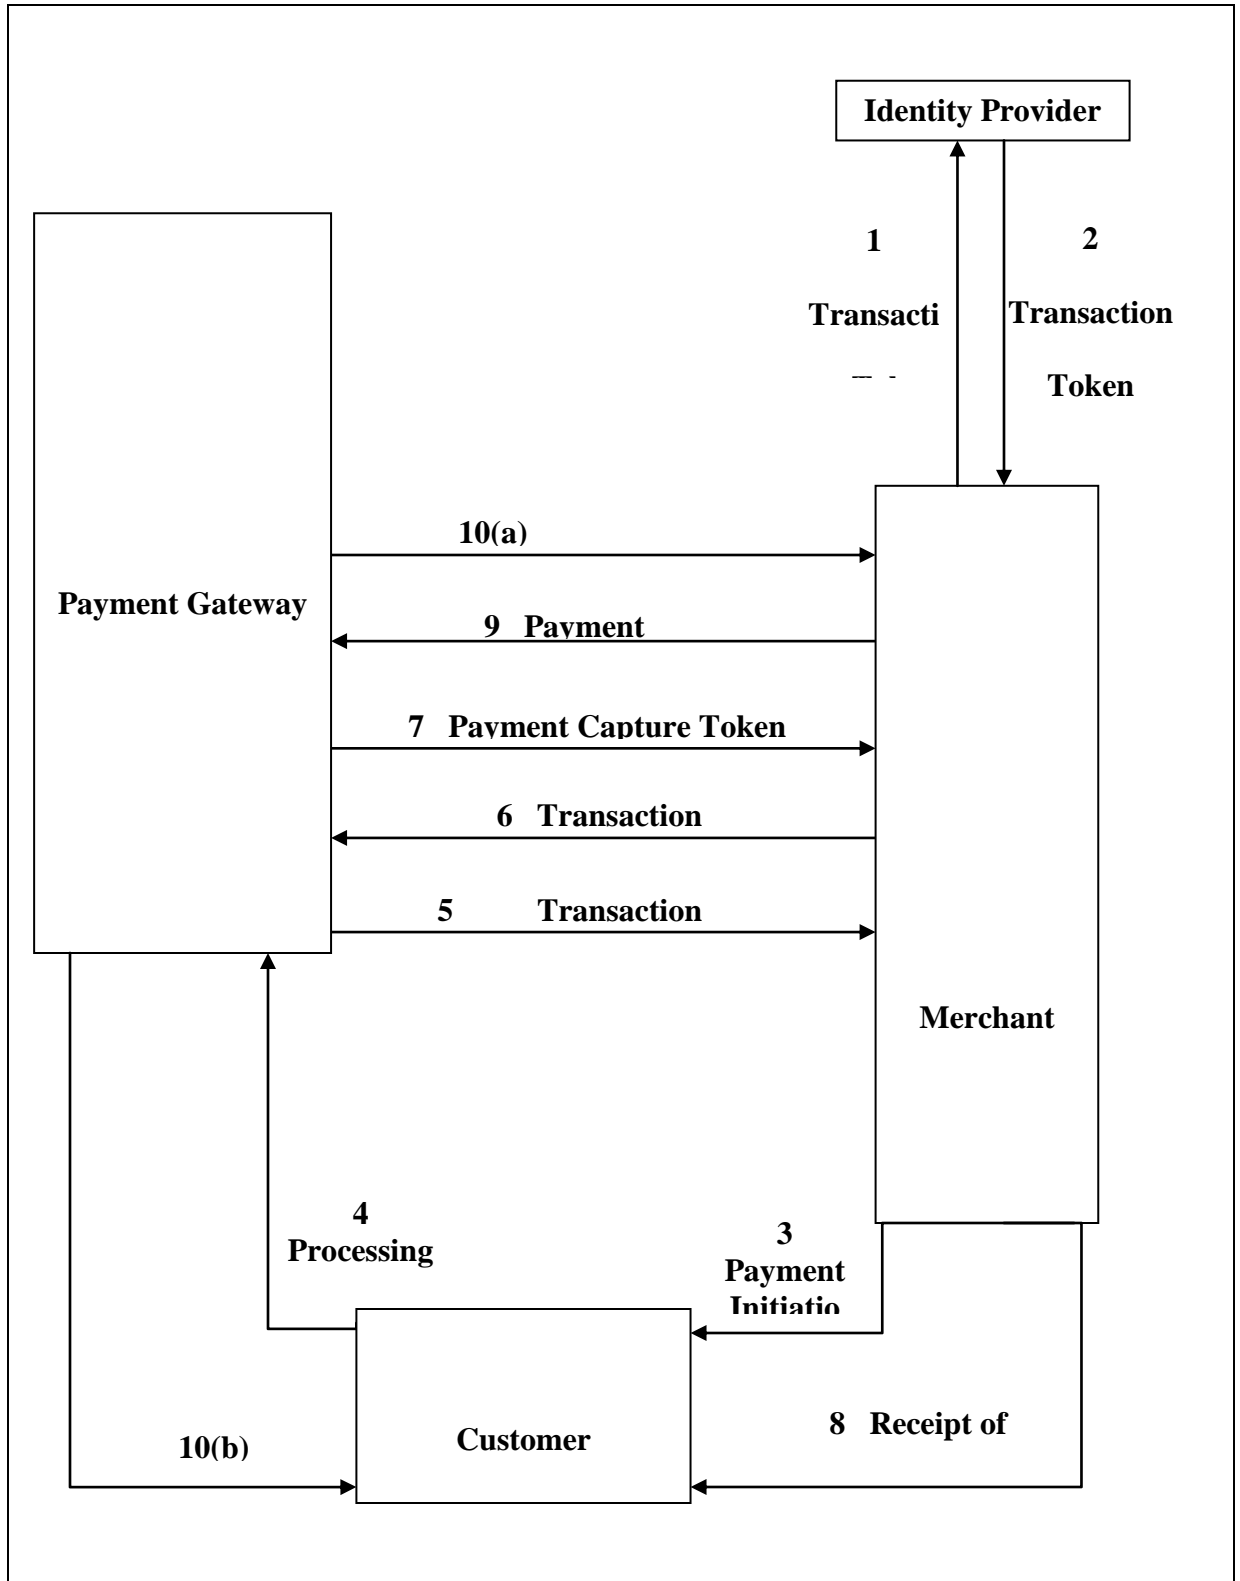 Identity Provider
1
2
Transacti
Transaction
Token
10(a)
Payment Gateway
9 Payment
7 Payment Capture Token
6 Transaction
5 Transaction
Merchant
4
Processing
3
Payment
Initiatio
8 Receipt of
Customer
10(b)